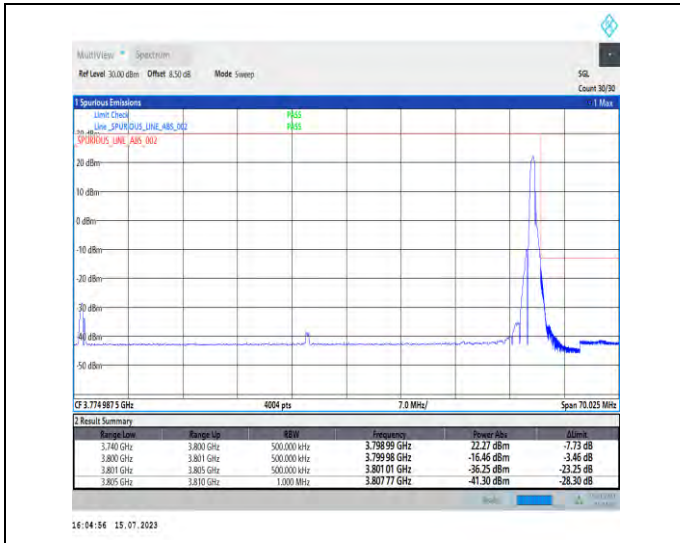 MultiView Spectrum
Ref Level 30.00 dBm Offset 8.50 dB Mode Sweep SGL
Count 30/30
1 Spurious Emissions 1 Max
Limit Check PASS
Line _SPURIOUS_LINE_ABS_002 PASS
_SPURIOUS_LINE_ABS_002
20 dBm
10 dBm
0 dBm
-10 dBm
-20 dBm
-30 dBm
-40 dBm
-50 dBm
CF 3.774 987 5 GHz 4004 pts 7.0 MHz/ Span 70.025 MHz
2 Result Summary
Range Low Range Up RBW Frequency Power Abs ΔLimit
3.740 GHz 3.800 GHz 500.000 kHz 3.798 99 GHz 22.27 dBm -7.73 dB
3.800 GHz 3.801 GHz 500.000 kHz 3.799 98 GHz -16.46 dBm -3.46 dB
3.801 GHz 3.805 GHz 500.000 kHz 3.801 01 GHz -36.25 dBm -23.25 dB
3.805 GHz 3.810 GHz 1.000 MHz 3.807 77 GHz -41.30 dBm -28.30 dB
16:04:56 15.07.2023